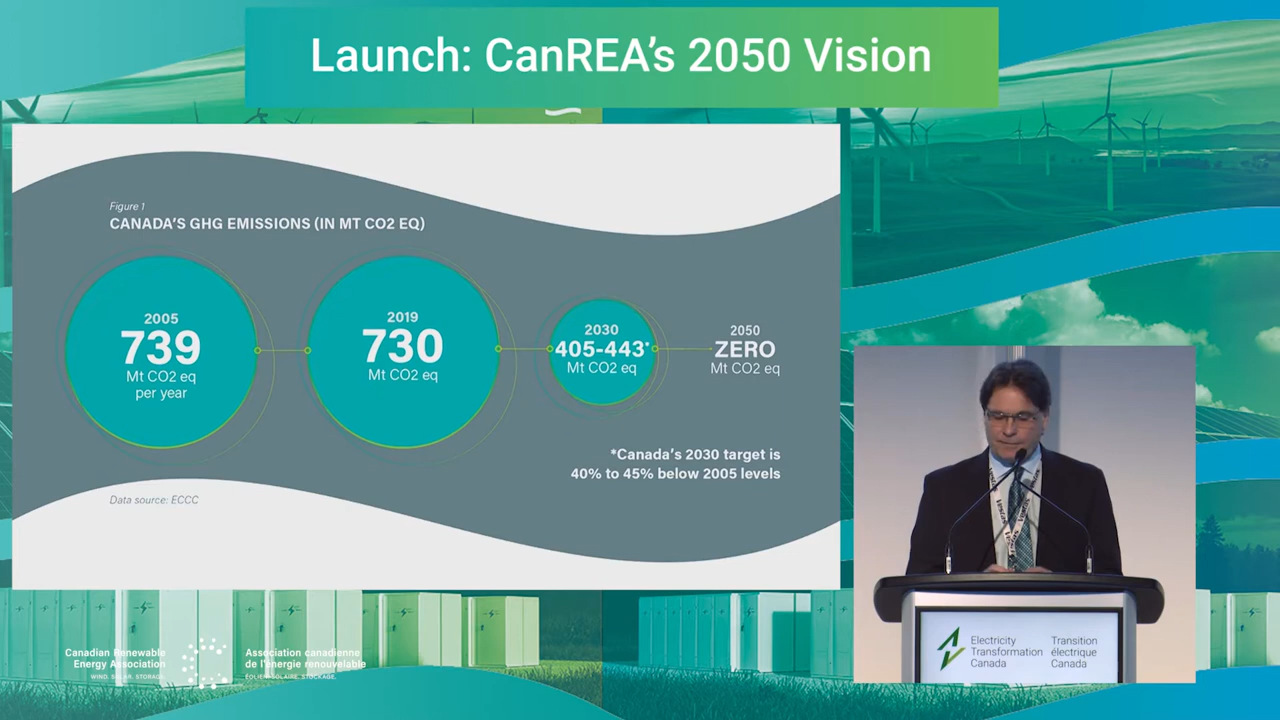 Launch: CanREA’s 2050 Vision
Figure 1
CANADA’S GHG EMISSIONS (IN MT CO2 EQ)
2005
739
Mt CO2 eq
per year
2019
730
Mt CO2 eq
2030
405-443*
Mt CO2 eq
2050
ZERO
Mt CO2 eq
*Canada’s 2030 target is
40% to 45% below 2005 levels
Data source: ECCC
Canadian Renewable
Energy Association
WIND. SOLAR. STORAGE.
Association canadienne
de l’énergie renouvelable
ÉOLIEN. SOLAIRE. STOCKAGE.
Vestas
Vestas
Electricity
Transformation
Canada
Transition
électrique
Canada